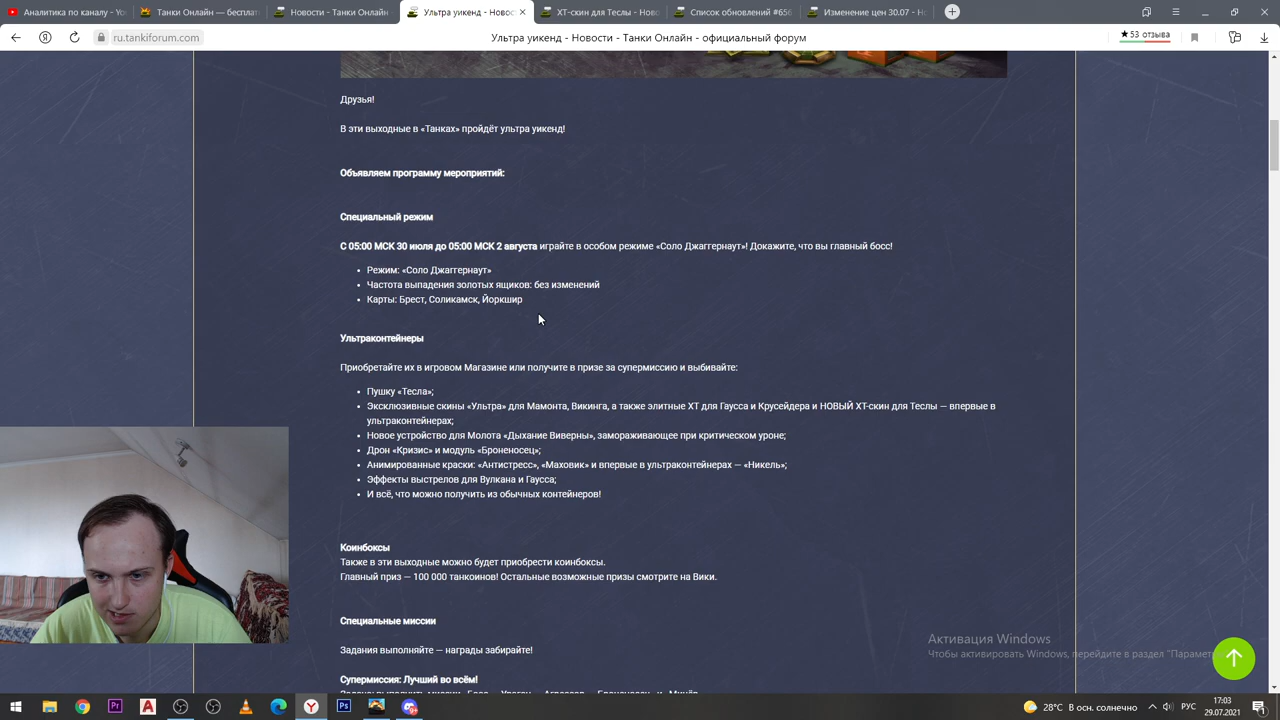 Аналитика по каналу - Yo
Танки Онлайн — бесплат
Новости - Танки Онлайн
Ультра уикенд - Новос
ХТ-скин для Теслы - Ново
Список обновлений #656
Изменение цен 30.07 - Н
ru.tankiforum.com
Ультра уикенд - Новости - Танки Онлайн - официальный форум
★53 отзыва
Друзья!
В эти выходные в «Танках» пройдёт ультра уикенд!
Объявляем программу мероприятий:
Специальный режим
С 05:00 МСК 30 июля до 05:00 МСК 2 августа играйте в особом режиме «Соло Джаггернаут»! Докажите, что вы главный босс!
• Режим: «Соло Джаггернаут»
• Частота выпадения золотых ящиков: без изменений
• Карты: Брест, Соликамск, Йоркшир
Ультраконтейнеры
Приобретайте их в игровом Магазине или получите в призе за супермиссию и выбивайте:
• Пушку «Тесла»;
• Эксклюзивные скины «Ультра» для Мамонта, Викинга, а также элитные ХТ для Гаусса и Крусейдера и НОВЫЙ ХТ-скин для Теслы — впервые в
ультраконтейнерах;
• Новое устройство для Молота «Дыхание Виверны», замораживающее при критическом уроне;
• Дрон «Кризис» и модуль «Броненосец»;
• Анимированные краски: «Антистресс», «Маховик» и впервые в ультраконтейнерах — «Никель»;
• Эффекты выстрелов для Вулкана и Гаусса;
• И всё, что можно получить из обычных контейнеров!
Коинбоксы
Также в эти выходные можно будет приобрести коинбоксы.
Главный приз — 100 000 танкоинов! Остальные возможные призы смотрите на Вики.
Специальные миссии
Задания выполняйте — награды забирайте!
Супермиссия: Лучший во всём!
Активация Windows
Чтобы активировать Windows, перейдите в раздел "Парамет
28°C В осн. солнечно
РУС
17:03
29.07.2021